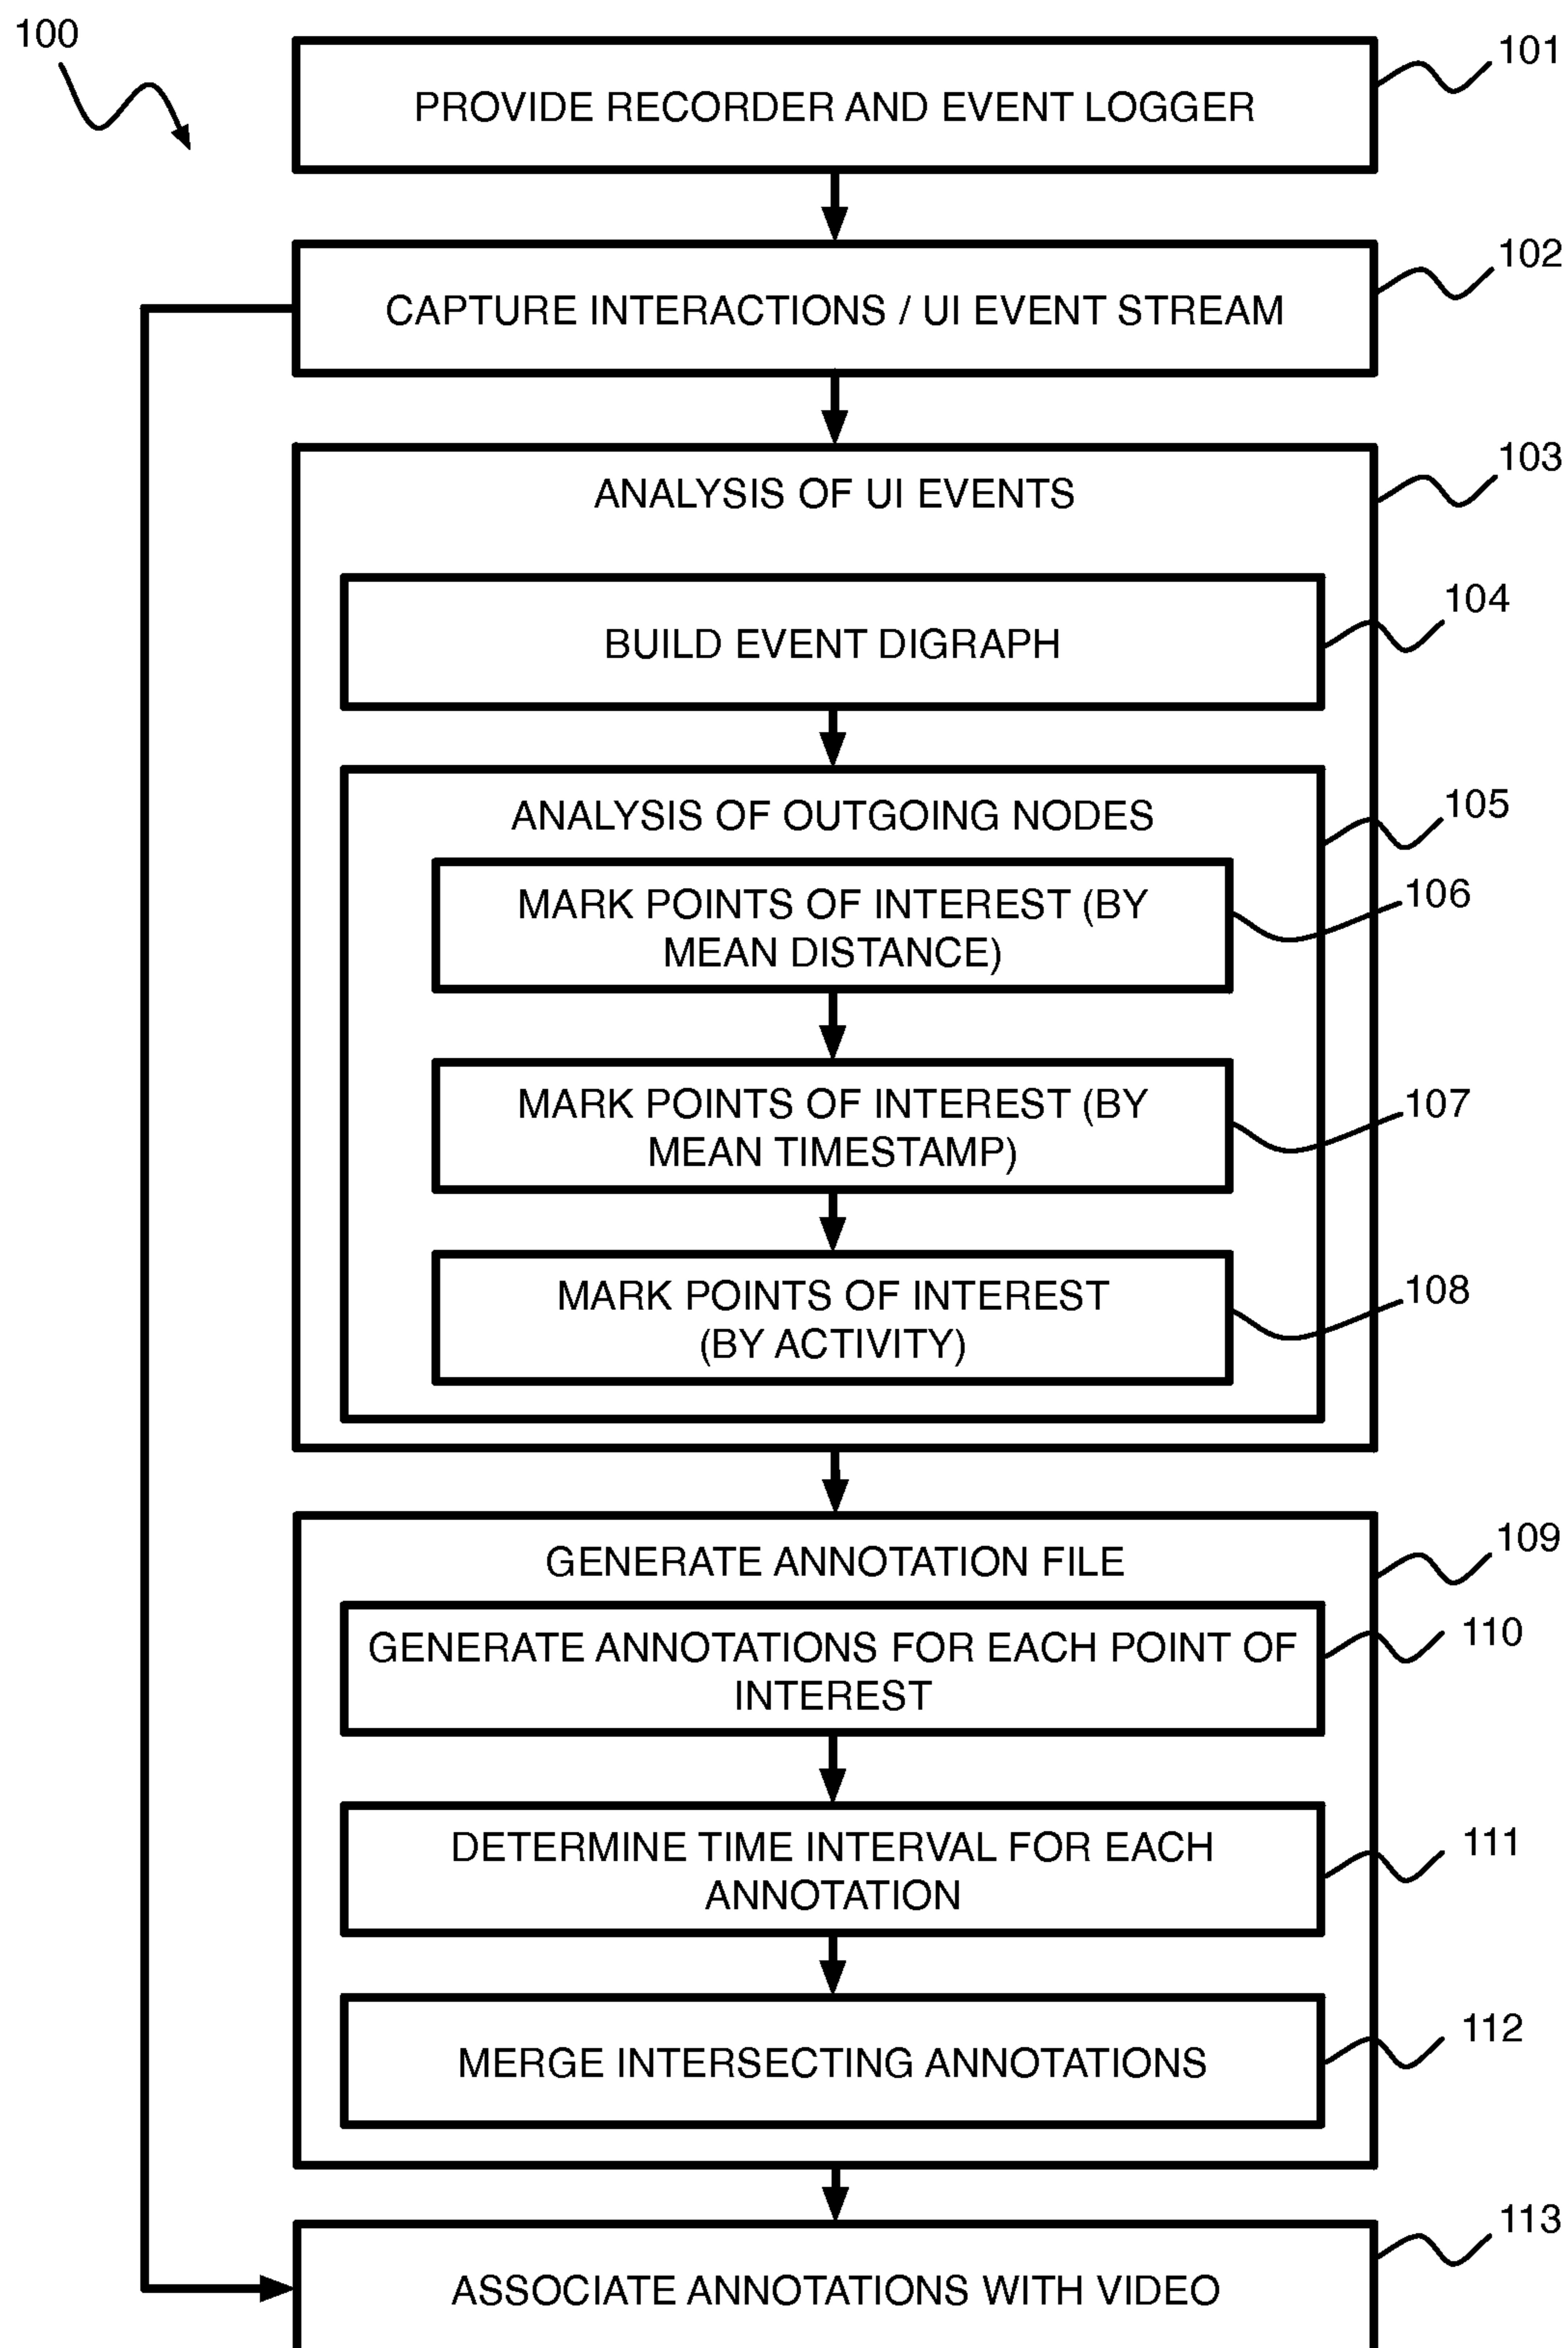 100
101
PROVIDE RECORDER AND EVENT LOGGER
102
CAPTURE INTERACTIONS / UI EVENT STREAM
103
ANALYSIS OF UI EVENTS
104
BUILD EVENT DIGRAPH
105
ANALYSIS OF OUTGOING NODES
106
MARK POINTS OF INTEREST (BY
MEAN DISTANCE)
107
MARK POINTS OF INTEREST (BY
MEAN TIMESTAMP)
108
MARK POINTS OF INTEREST
(BY ACTIVITY)
109
GENERATE ANNOTATION FILE
110
GENERATE ANNOTATIONS FOR EACH POINT OF
INTEREST
111
DETERMINE TIME INTERVAL FOR EACH
ANNOTATION
112
MERGE INTERSECTING ANNOTATIONS
113
ASSOCIATE ANNOTATIONS WITH VIDEO